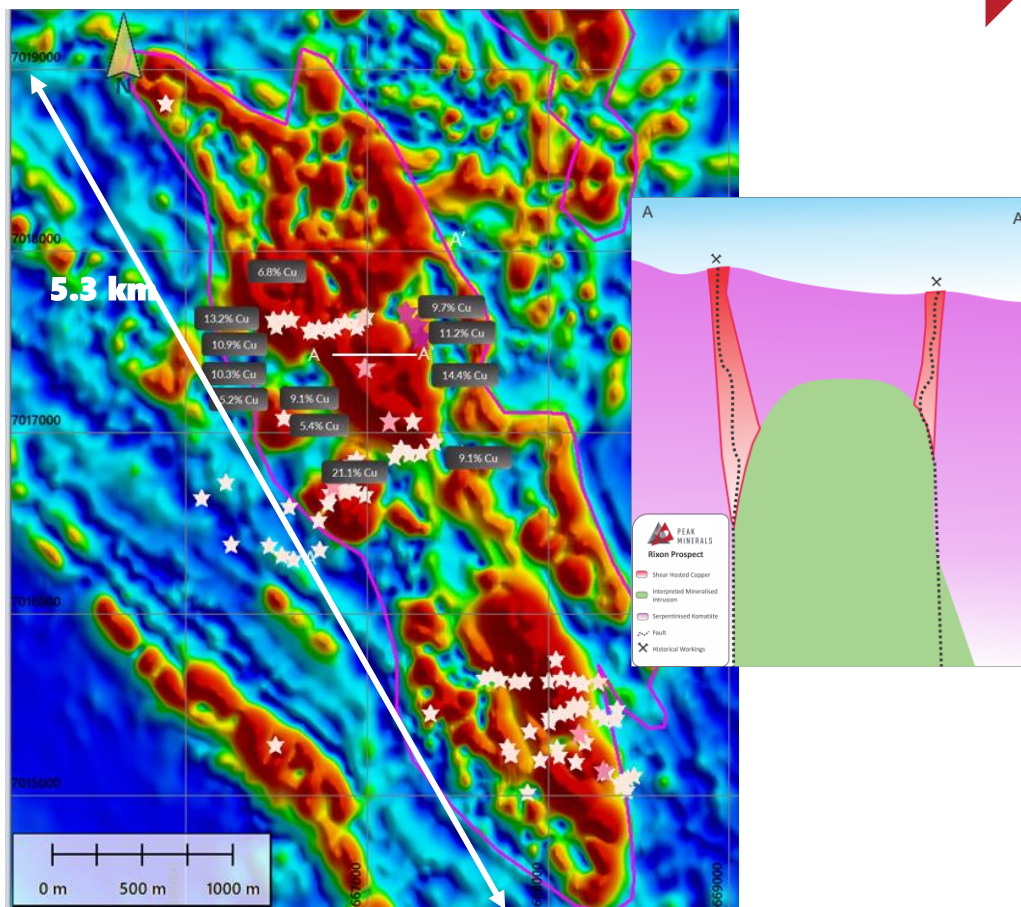 7019000
N
7018000
A'
5.3 km
6.8% Cu
13.2% Cu
9.7% Cu
10.9% Cu
11.2% Cu
A
A
10.3% Cu
14.4% Cu
9.1% Cu
7017000
5.4% Cu
9.1% Cu
21.1% Cu
A
7016000
7015000
0 m
500 m
1000 m
667000
669000
A
A
PEAK
MINERALS
Rixon Prospect
Shear Hosted Copper
Interpreted Mineralised
Intrusion
Serpentinised Komatiite
Fault
Historical Workings